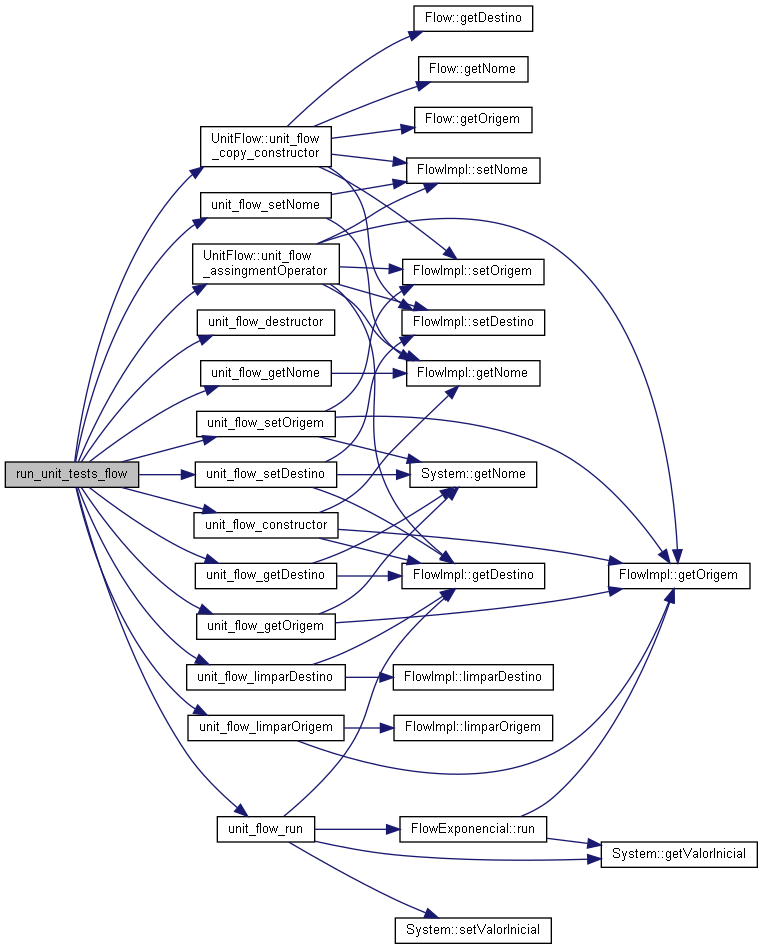 Flow::getDestino
Flow::getNome
Flow::getOrigem
UnitFlow::unit_flow
_copy_constructor
FlowImpl::setNome
unit_flow_setNome
UnitFlow::unit_flow
_assingmentOperator
FlowImpl::setOrigem
unit_flow_destructor
FlowImpl::setDestino
unit_flow_getNome
FlowImpl::getNome
unit_flow_setOrigem
run_unit_tests_flow
unit_flow_setDestino
System::getNome
unit_flow_constructor
unit_flow_getDestino
FlowImpl::getDestino
FlowImpl::getOrigem
unit_flow_getOrigem
unit_flow_limparDestino
FlowImpl::limparDestino
unit_flow_limparOrigem
FlowImpl::limparOrigem
unit_flow_run
FlowExponencial::run
System::getValorInicial
System::setValorInicial